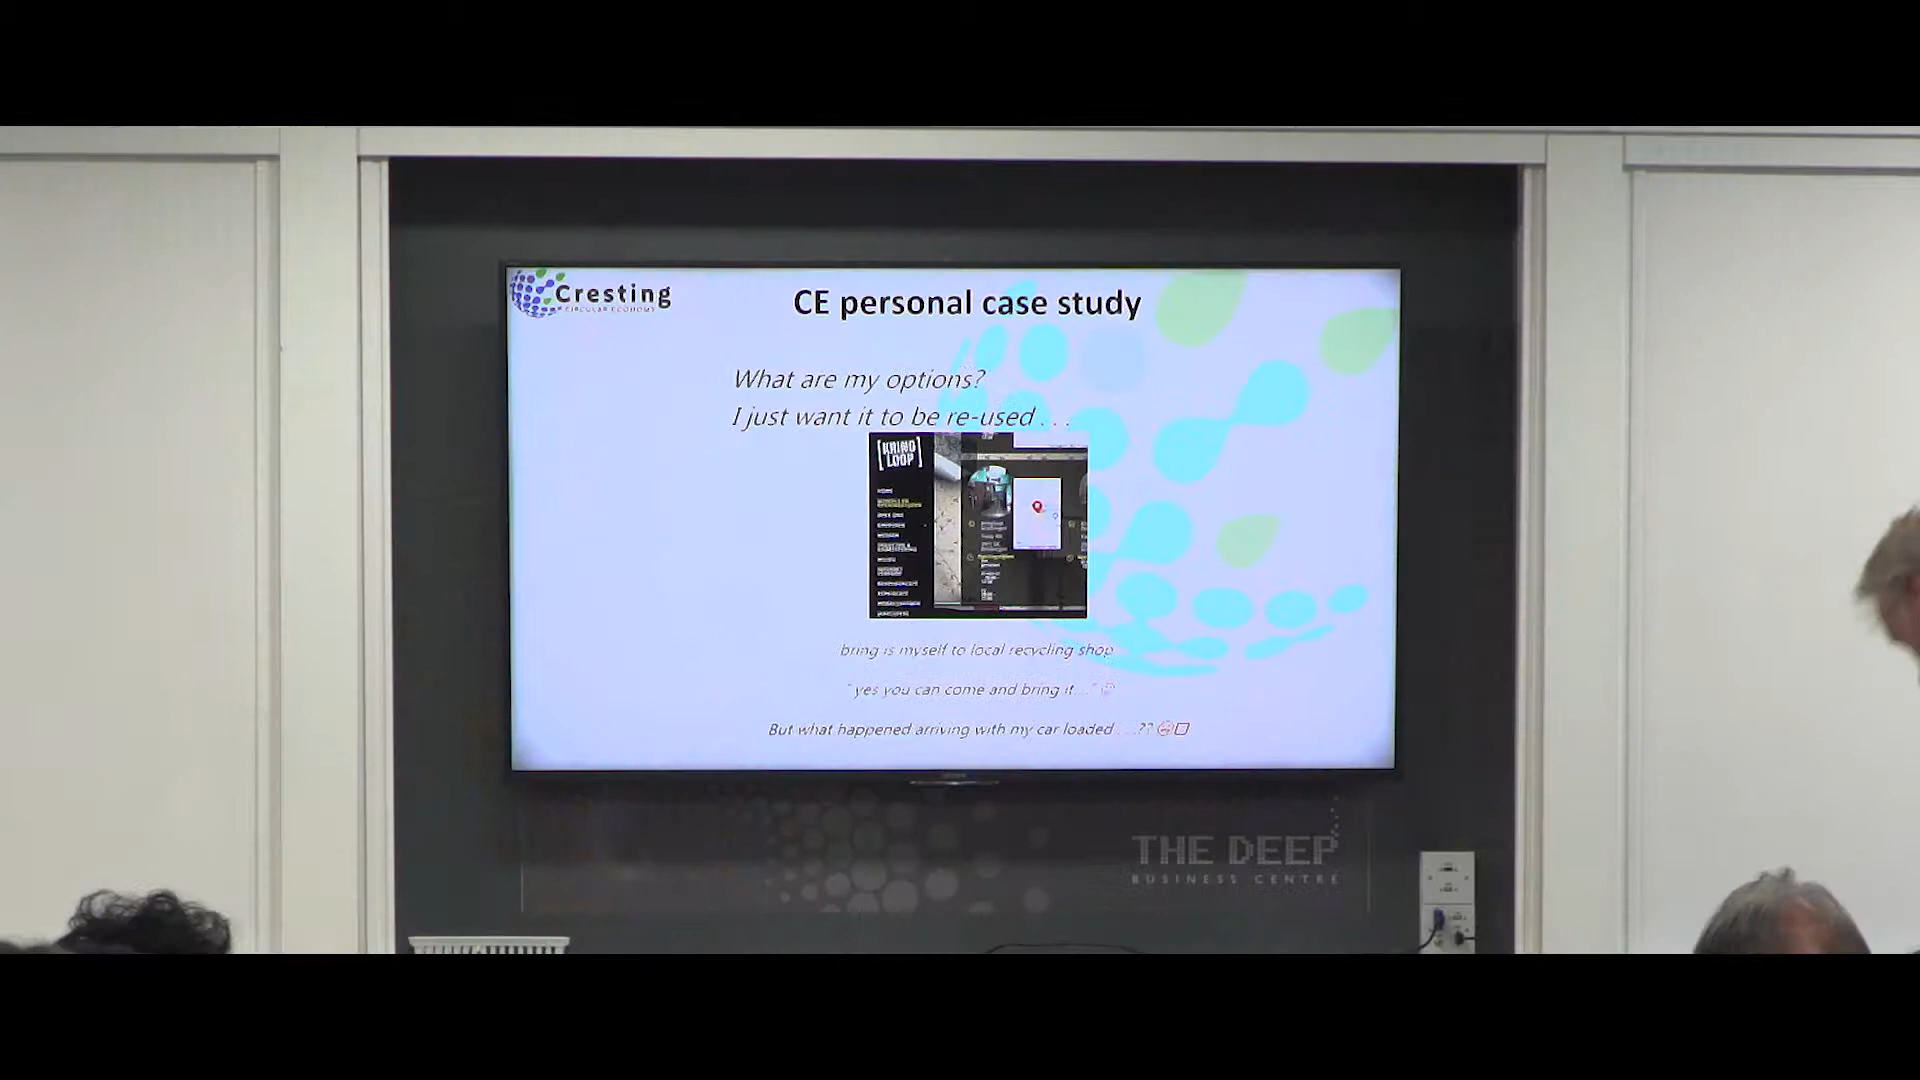 Cresting
CIRCULAR ECONOMY
CE personal case study
What are my options?
I just want it to be re-used . . .
[KRING
LOOP]
bring is myself to local recycling shop
"yes you can come and bring it...." ☹
But what happened arriving with my car loaded . . .?? ☹□
THE DEEP
BUSINESS CENTRE